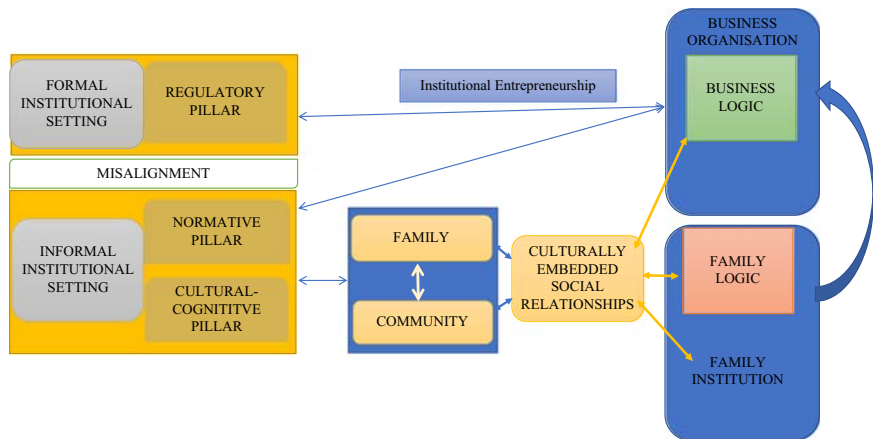 FORMAL
INSTITUTIONAL
SETTING
REGULATORY
PILLAR
MISALIGNMENT
INFORMAL
INSTITUTIONAL
SETTING
NORMATIVE
PILLAR
CULTURAL-
COGNITITVE
PILLAR
Institutional Entrepreneurship
FAMILY
COMMUNITY
CULTURALLY
EMBEDDED
SOCIAL
RELATIONSHIPS
BUSINESS
ORGANISATION
BUSINESS
LOGIC
FAMILY
LOGIC
FAMILY
INSTITUTION